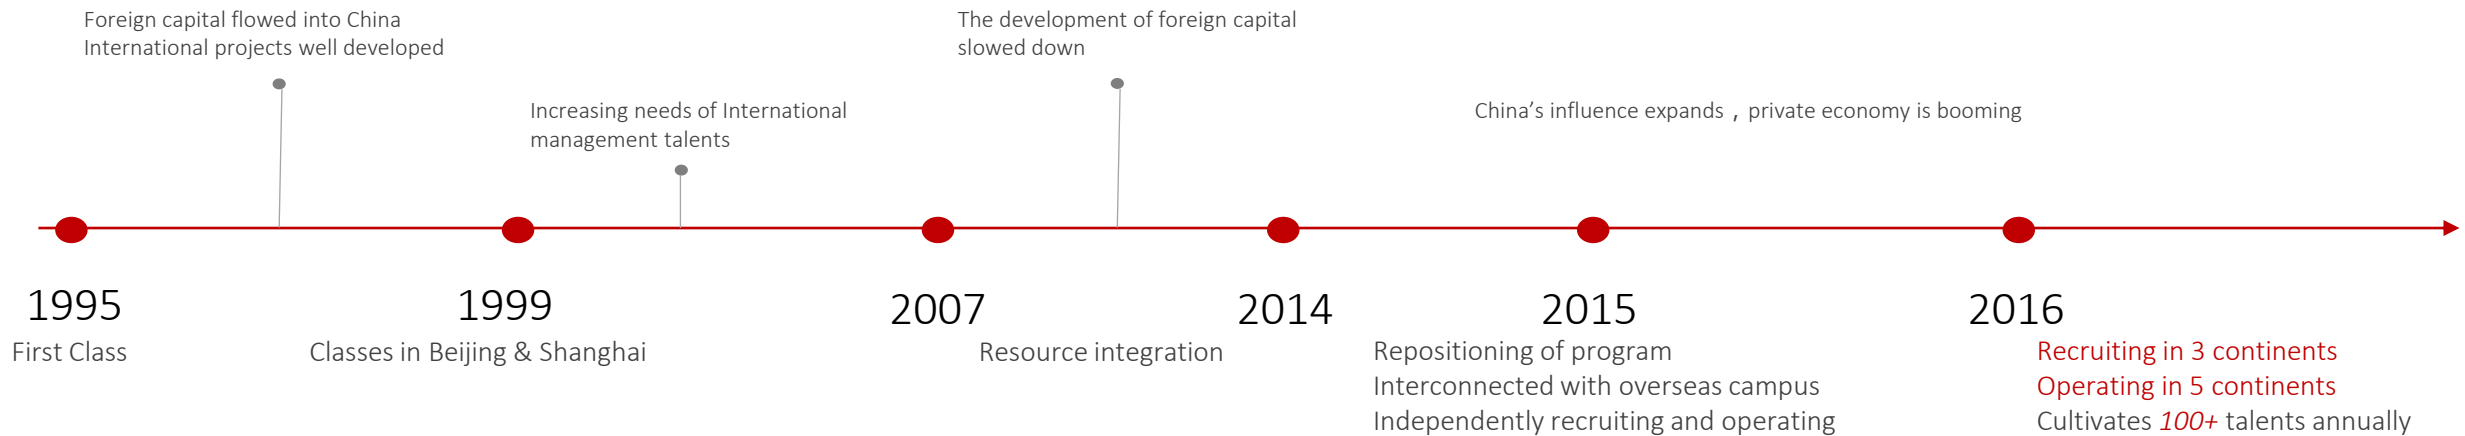 Foreign capital flowed into China
International projects well developed
The development of foreign capital
slowed down
Increasing needs of International
management talents
China’s influence expands，private economy is booming
1995
1999
2007
2014
2015
2016
First Class
Classes in Beijing & Shanghai
Resource integration
Repositioning of program
Interconnected with overseas campus
Independently recruiting and operating
Recruiting in 3 continents
Operating in 5 continents
Cultivates 100+ talents annually